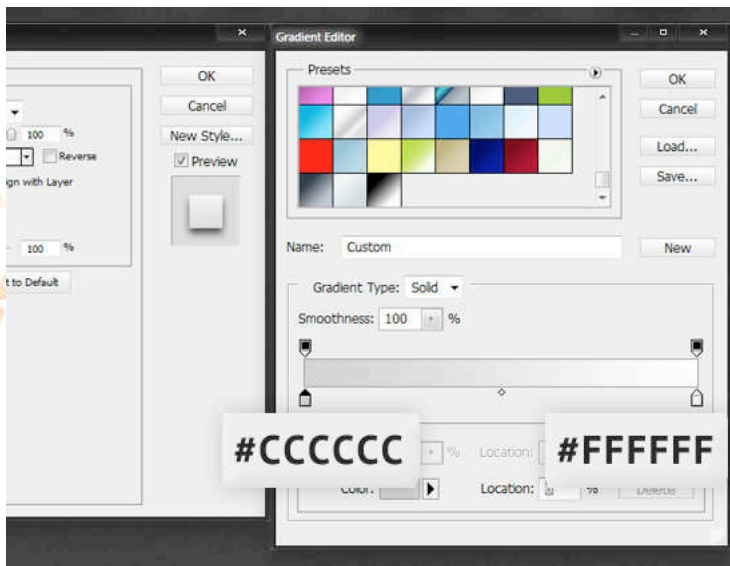 Gradient Editor
OK
Cancel
New Style...
Preview
100 %
Reverse
gn with Layer
100 %
t to Default
Presets
OK
Cancel
Load...
Save...
Name: Custom
New
Gradient Type: Solid
Smoothness: 100 %
#CCCCCC
% Location:
#FFFFFF
Color:
Location:
%
Delete